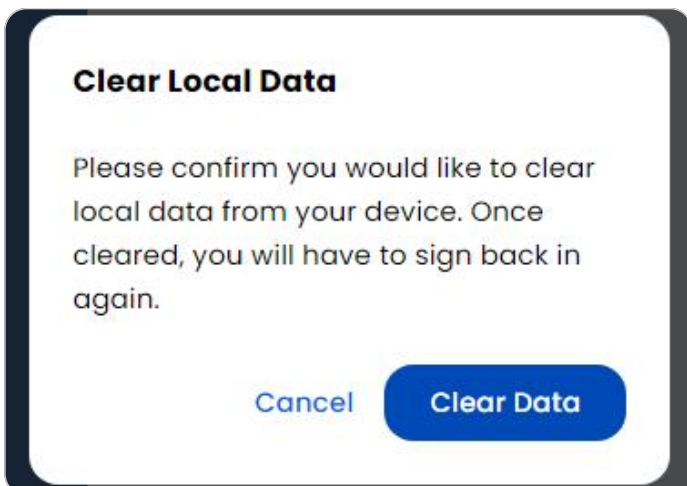 Clear Local Data
Please confirm you would like to clear
local data from your device. Once
cleared, you will have to sign back in
again.
Cancel
Clear Data